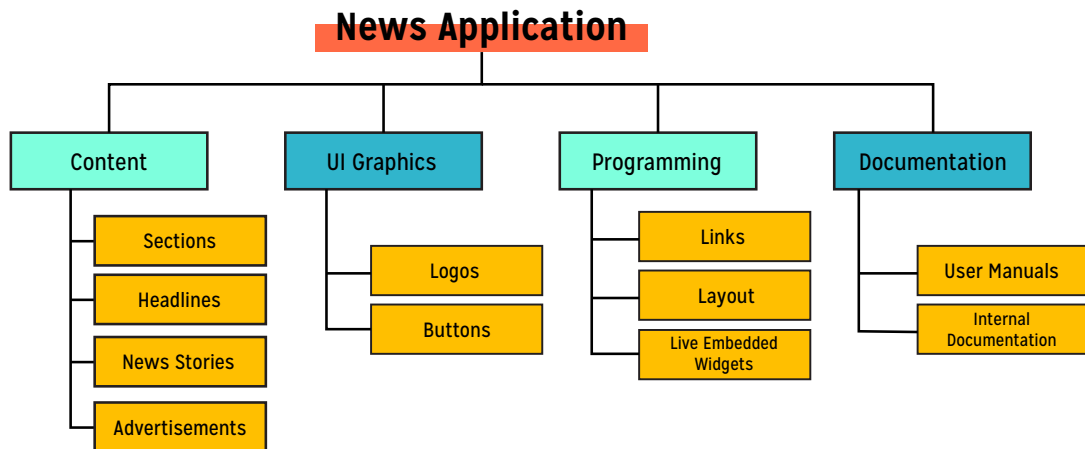 News Application
Content
UI Graphics
Programming
Documentation
Sections
Headlines
News Stories
Advertisements
Logos
Buttons
Links
Layout
Live Embedded
Widgets
User Manuals
Internal
Documentation